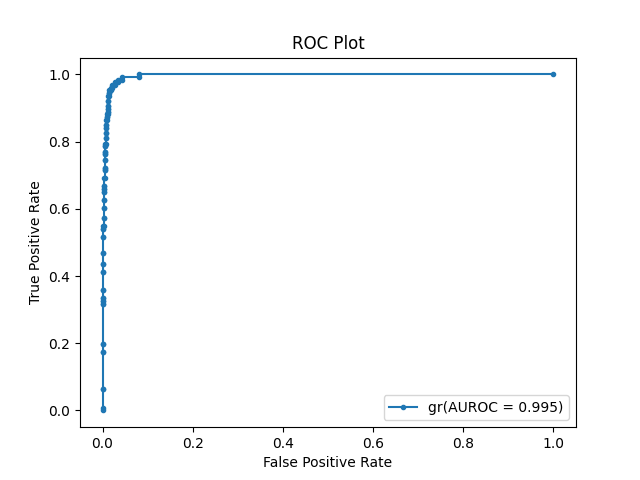 ROC Plot
True Positive Rate
1.0
0.8
0.6
0.4
0.2
0.0
gr(AUROC = 0.995)
0.0 0.2 0.4 0.6 0.8 1.0
False Positive Rate